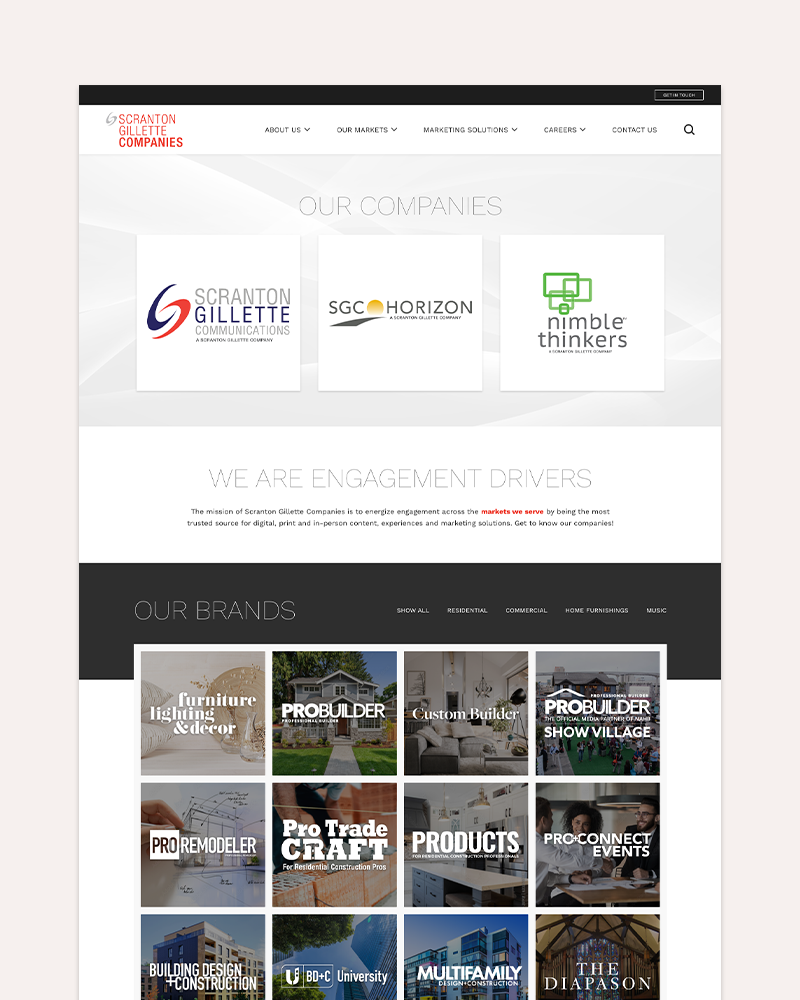 GET IN TOUCH
SCRANTON
GILLETTE
COMPANIES
ABOUT US
OUR MARKETS
MARKETING SOLUTIONS
CAREERS
CONTACT US
OUR COMPANIES
SCRANTON
GILLETTE
COMMUNICATIONS
A SCRANTON GILLETTE COMPANY
SGC HORIZON
A SCRANTON GILLETTE COMPANY
nimble™
thinkers
A SCRANTON GILLETTE COMPANY
WE ARE ENGAGEMENT DRIVERS
The mission of Scranton Gillette Companies is to energize engagement across the markets we serve by being the most
trusted source for digital, print and in-person content, experiences and marketing solutions. Get to know our companies!
OUR BRANDS
SHOW ALL
RESIDENTIAL
COMMERCIAL
HOME FURNISHINGS
MUSIC
furniture
lighting
&decor
PROBUILDER
PROFESSIONAL BUILDER
Custom Builder
PROFESSIONAL BUILDER
PROBUILDER
THE OFFICIAL MEDIA PARTNER OF NAHB
SHOW VILLAGE
PRO REMODELER
Pro Trade
CRAFT
For Residential Construction Pros
PRODUCTS
FOR RESIDENTIAL CONSTRUCTION PROFESSIONALS
PRO+CONNECT
EVENTS
BUILDING DESIGN
+CONSTRUCTION
U BD+C University
MULTIFAMILY
DESIGN+CONSTRUCTION
THE
DIAPASON